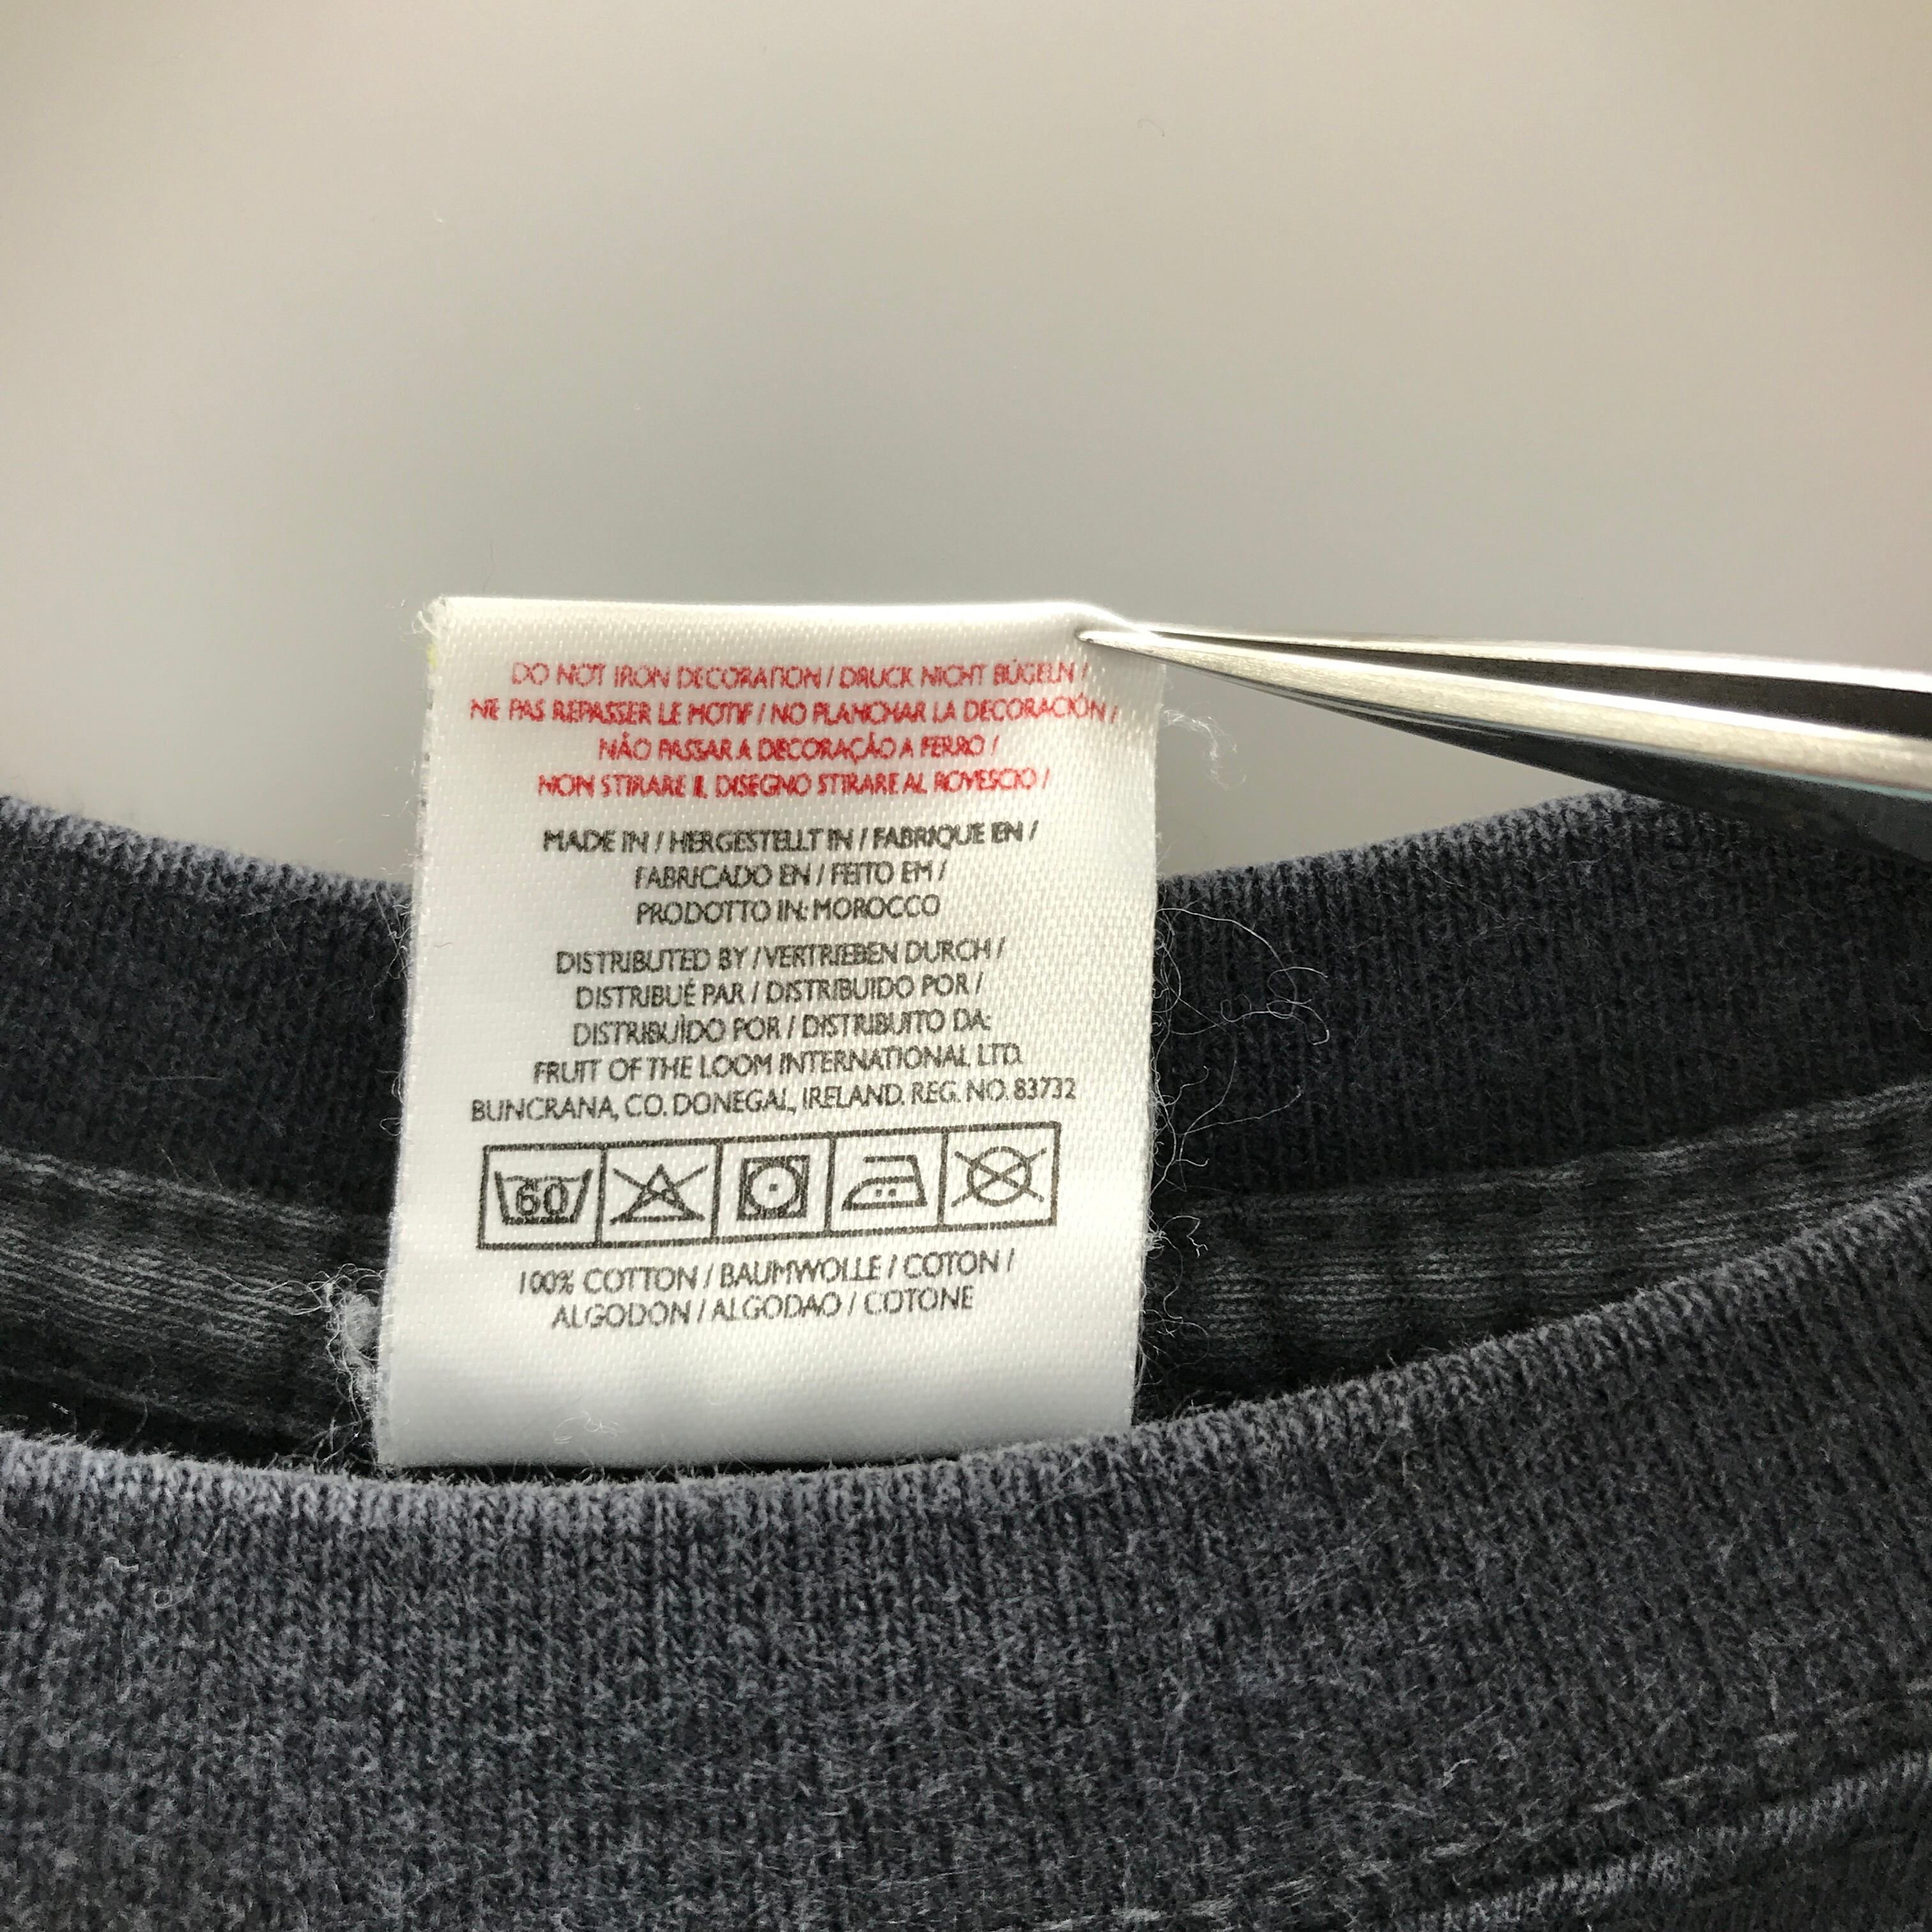 DO NOT IRON DECORATION / DRUCK NICHT BÜGELN /
NE PAS REPASSER LE MOTIF / NO PLANCHAR LA DECORACIÓN /
NÃO PASSAR A DECORAÇÃO A FERRO /
NON STIRARE IL DISEGNO STIRARE AL ROVESCIO /
MADE IN / HERGESTELLT IN / FABRIQUE EN /
FABRICADO EN / FEITO EM /
PRODOTTO IN: MOROCCO
DISTRIBUTED BY / VERTRIEBEN DURCH /
DISTRIBUÉ PAR / DISTRIBUIDO POR /
DISTRIBUÌDO POR / DISTRIBUITO DA:
FRUIT OF THE LOOM INTERNATIONAL LTD.
BUNCRANA, CO. DONEGAL, IRELAND. REG. NO. 83732
60
100% COTTON / BAUMWOLLE / COTON /
ALGODON / ALGODAO / COTONE